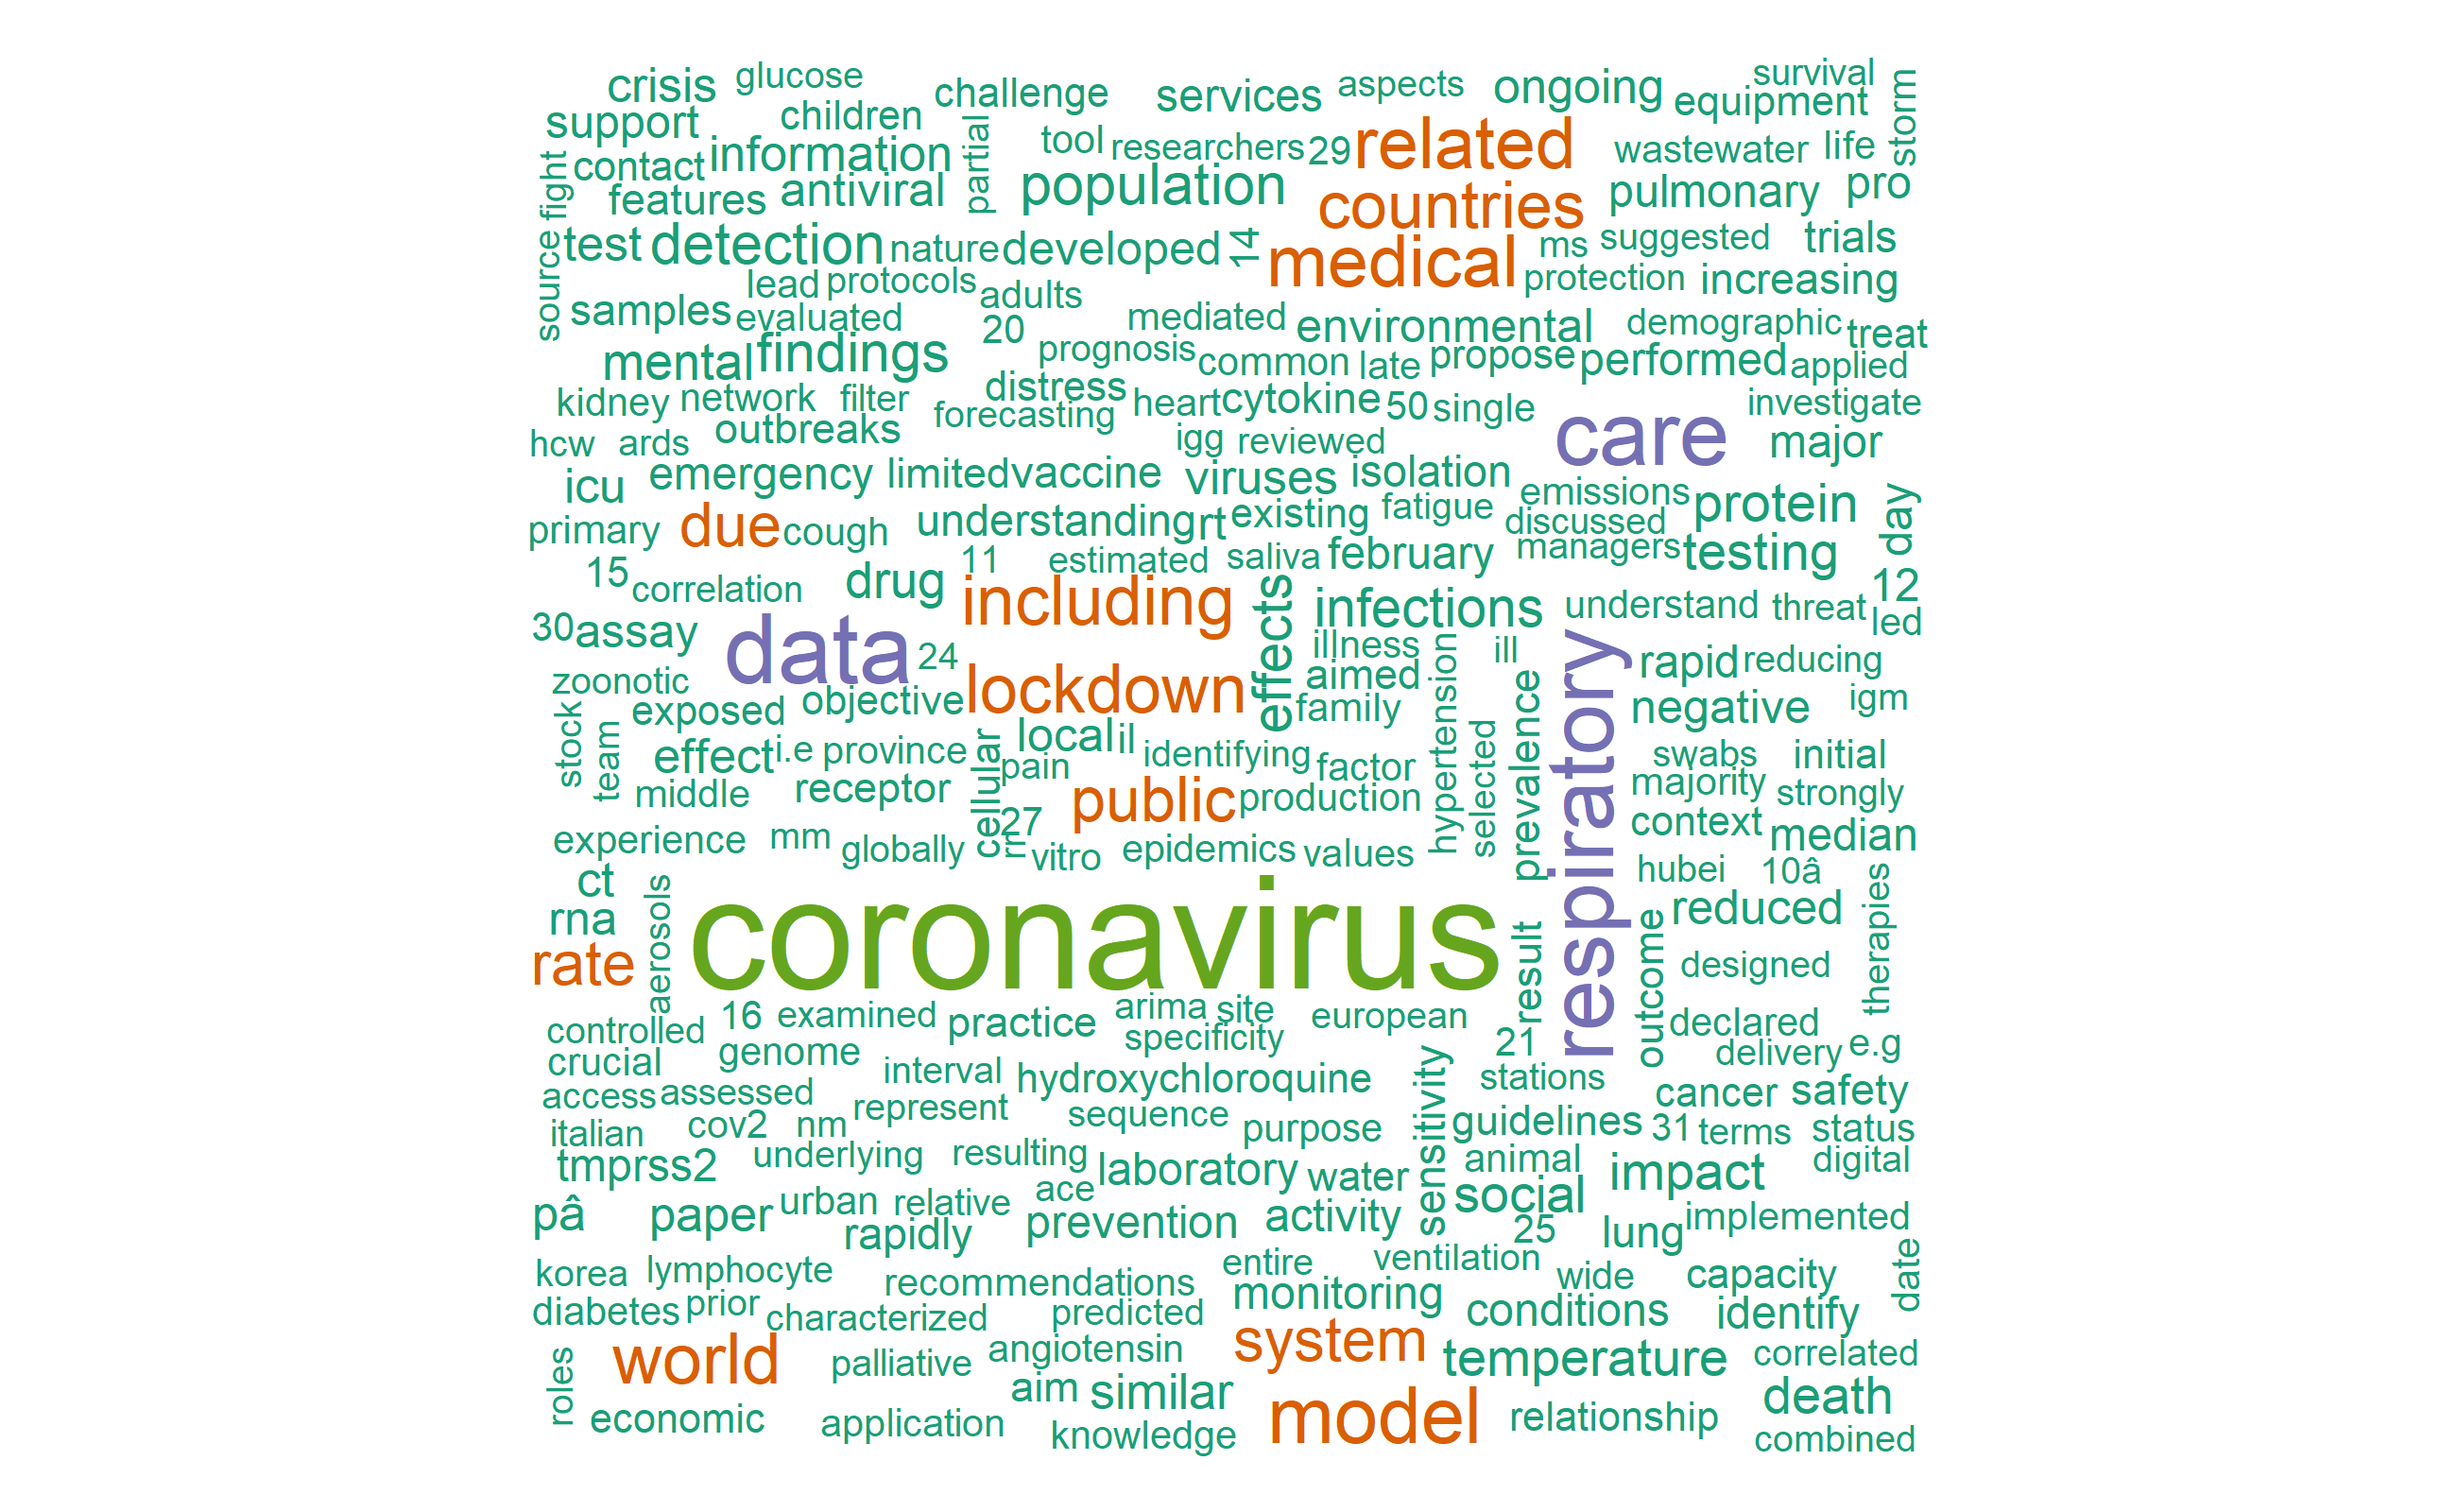 crisis glucose challenge services aspects ongoing survival
support children equipment storm
contact information partial tool researchers 29 related wastewater life
fight features antiviral population countries pulmonary pro
source test detection nature developed 14 medical ms suggested trials
lead protocols adults protection increasing
samples evaluated 20 mediated environmental demographic treat
mental findings prognosis common late propose performed applied
kidney network filter distress forecasting heart cytokine 50 single investigate
hcw ards outbreaks igg reviewed care major
icu emergency limited vaccine viruses isolation emissions protein day
primary due cough understanding rt existing fatigue discussed
15 correlation 11 estimated saliva february managers testing 12
drug including effects infections understand threat led
30 assay data 24 illness hypertension ill respiratory rapid reducing
zoonotic exposed objective lockdown aimed family prevalence negative igm
stock team effect i.e province cellular local il identifying factor selected swabs initial
middle receptor pain public production majority strongly
experience mm globally rr 27 vitro epidemics values context median
ct hubei 10â therapies
rna aerosols coronavirus result outcome reduced
rate designed
controlled 16 examined practice arima site european declared
crucial genome specificity 21 delivery e.g
access assessed interval hydroxychloroquine sensitivity stations cancer safety
italian cov2 nm represent sequence purpose guidelines 31 terms status
tmprss2 underlying resulting laboratory water animal impact digital
pâ paper urban relative ace prevention activity social implemented
rapidly 25 lung
korea lymphocyte recommendations entire ventilation wide capacity date
diabetes prior characterized predicted monitoring conditions identify
world palliative angiotensin system temperature correlated
roles economic application aim similar model relationship death
knowledge combined